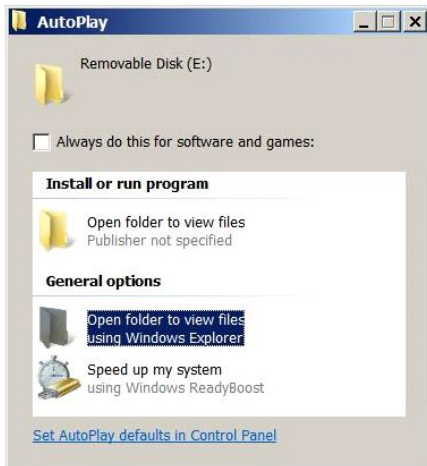 AutoPlay
Removable Disk (E:)
Always do this for software and games:
Install or run program
Open folder to view files
Publisher not specified
General options
Open folder to view files
using Windows Explorer
Speed up my system
using Windows ReadyBoost
Set AutoPlay defaults in Control Panel